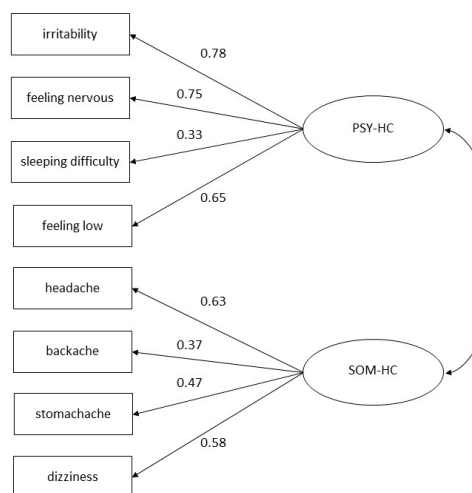 irritability
0.78
feeling nervous
0.75
PSY-HC
sleeping difficulty
0.33
feeling low
0.65
headache
0.63
backache
0.37
SOM-HC
stomachache
0.47
dizziness
0.58